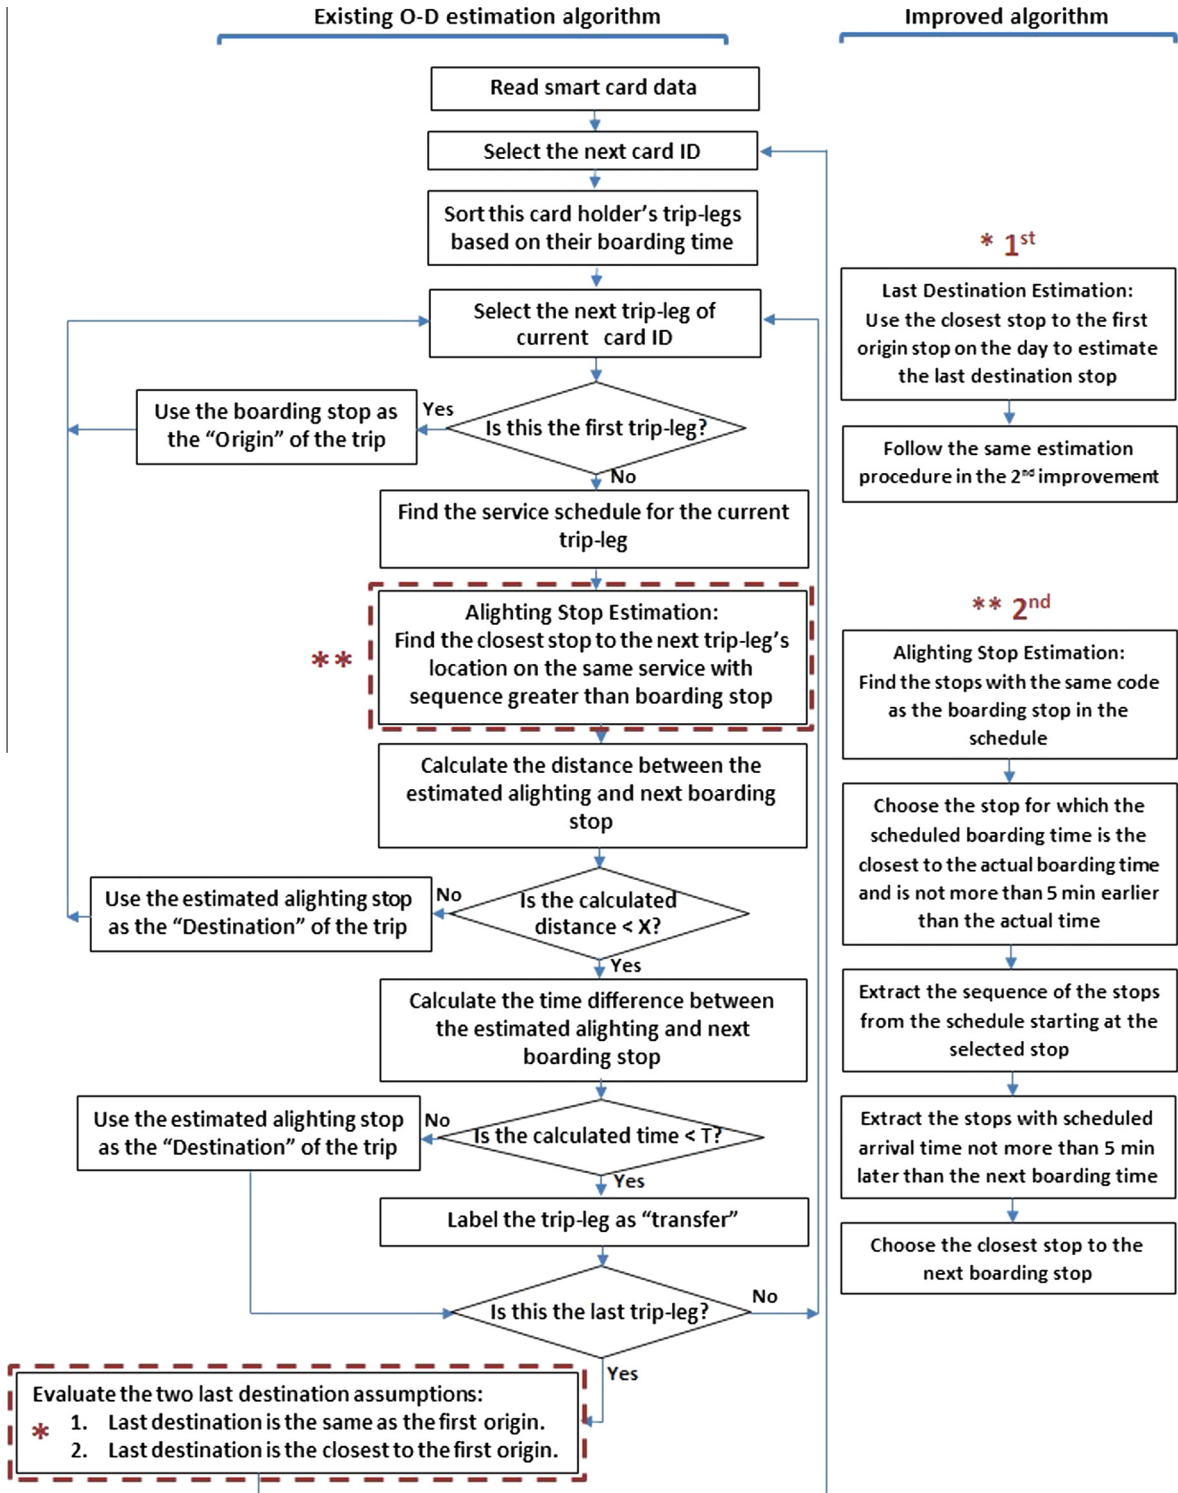 Existing O-D estimation algorithm
Improved algorithm
Read smart card data
Select the next card ID
Sort this card holder's trip-legs
based on their boarding time
Select the next trip-leg of
current card ID
Is this the first trip-leg?
Yes
Use the boarding stop as
the “Origin” of the trip
No
Find the service schedule for the current
trip-leg
**
Alighting Stop Estimation:
Find the closest stop to the next trip-leg's
location on the same service with
sequence greater than boarding stop
Calculate the distance between the
estimated alighting and next boarding
stop
Is the calculated
distance < X?
No
Use the estimated alighting stop
as the “Destination” of the trip
Yes
Calculate the time difference between
the estimated alighting and next
boarding stop
Is the calculated time < T?
No
Use the estimated alighting stop
as the “Destination” of the trip
Yes
Label the trip-leg as “transfer”
Is this the last trip-leg?
No
Yes
Evaluate the two last destination assumptions:
* 1. Last destination is the same as the first origin.
2. Last destination is the closest to the first origin.
* 1st
Last Destination Estimation:
Use the closest stop to the first
origin stop on the day to estimate
the last destination stop
Follow the same estimation
procedure in the 2nd improvement
** 2nd
Alighting Stop Estimation:
Find the stops with the same code
as the boarding stop in the
schedule
Choose the stop for which the
scheduled boarding time is the
closest to the actual boarding time
and is not more than 5 min earlier
than the actual time
Extract the sequence of the stops
from the schedule starting at the
selected stop
Extract the stops with scheduled
arrival time not more than 5 min
later than the next boarding time
Choose the closest stop to the
next boarding stop